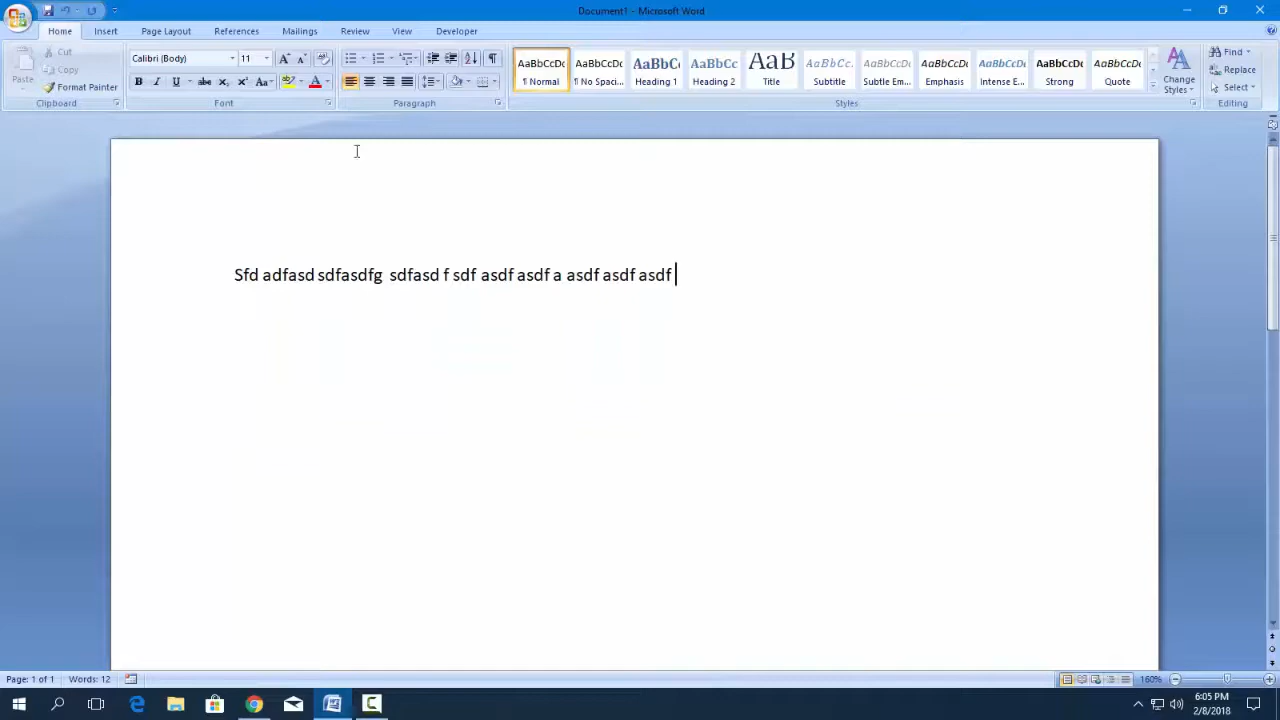 Document1 - Microsoft Word
Home Insert Page Layout References Mailings Review View Developer
Paste
Cut
Copy
Format Painter
Clipboard
Calibri (Body) 11
Font
Paragraph
AaBbCcDc AaBbCcDc AaBbC AaBbCc AaB AaBbCc. AaBbCcDc AaBbCcDc AaBbCcDc AaBbCcDc AaBbCcDc
¶ Normal ¶ No Spaci... Heading 1 Heading 2 Title Subtitle Subtle Em... Emphasis Intense E... Strong Quote
Styles
Change Styles
Find
Replace
Select
Editing
Sfd adfasd sdfasdfg sdfasd f sdf asdf asdf a asdf asdf asdf
Page: 1 of 1 Words: 12
160%
6:05 PM
2/8/2018